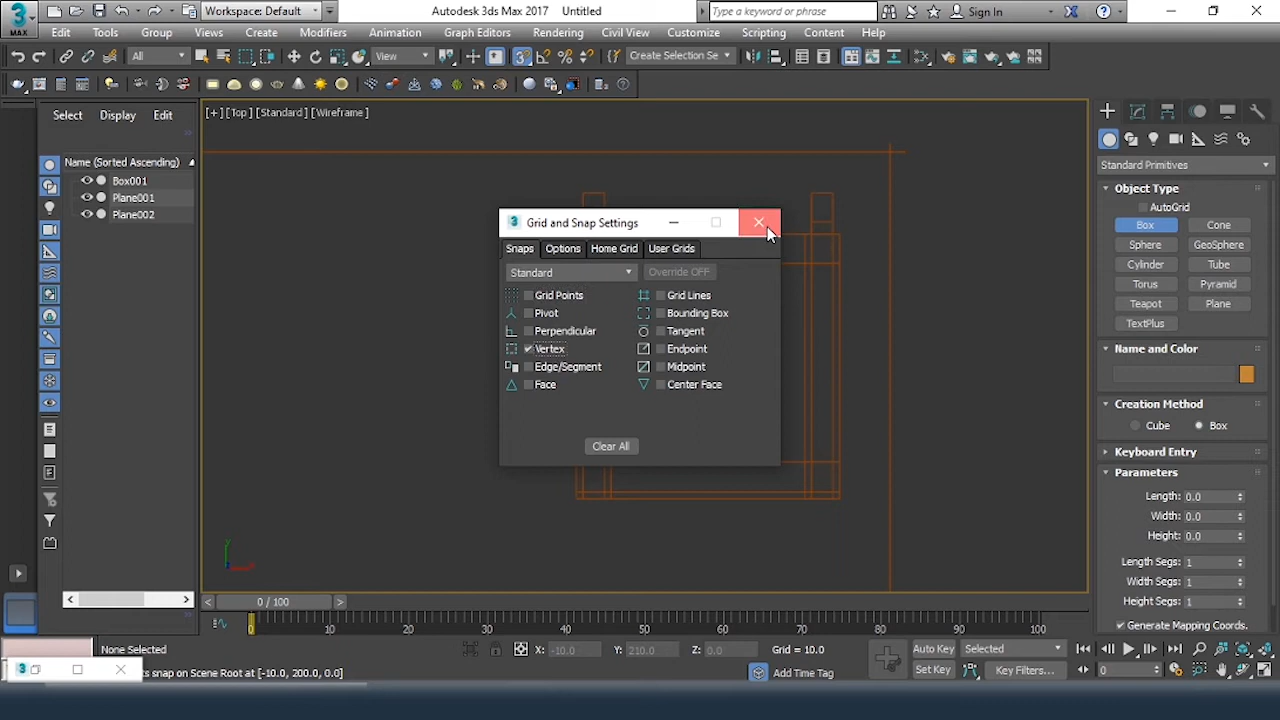 3
MAX
Workspace: Default
Autodesk 3ds Max 2017 Untitled
Type a keyword or phrase
Sign In
Edit Tools Group Views Create Modifiers Animation Graph Editors Rendering Civil View Customize Scripting Content Help
All View Create Selection Se
Select Display Edit
[+] [Top] [Standard] [Wireframe]
Name (Sorted Ascending)
Box001
Plane001
Plane002
3 Grid and Snap Settings
Snaps Options Home Grid User Grids
Standard Override OFF
Grid Points Grid Lines
Pivot Bounding Box
Perpendicular Tangent
Vertex Endpoint
Edge/Segment Midpoint
Face Center Face
Clear All
Standard Primitives
Object Type
AutoGrid
Box Cone
Sphere GeoSphere
Cylinder Tube
Torus Pyramid
Teapot Plane
TextPlus
Name and Color
Creation Method
Cube Box
Keyboard Entry
Parameters
Length: 0.0
Width: 0.0
Height: 0.0
Length Segs: 1
Width Segs: 1
Height Segs: 1
Generate Mapping Coords.
y
< 0 / 100 >
0 10 20 30 40 50 60 70 80 90 100
None Selected X: -10.0 Y: 210.0 Z: 0.0 Grid = 10.0 Auto Key Selected
snap on Scene Root at [-10.0, 200.0, 0.0] Add Time Tag Set Key Key Filters... 0